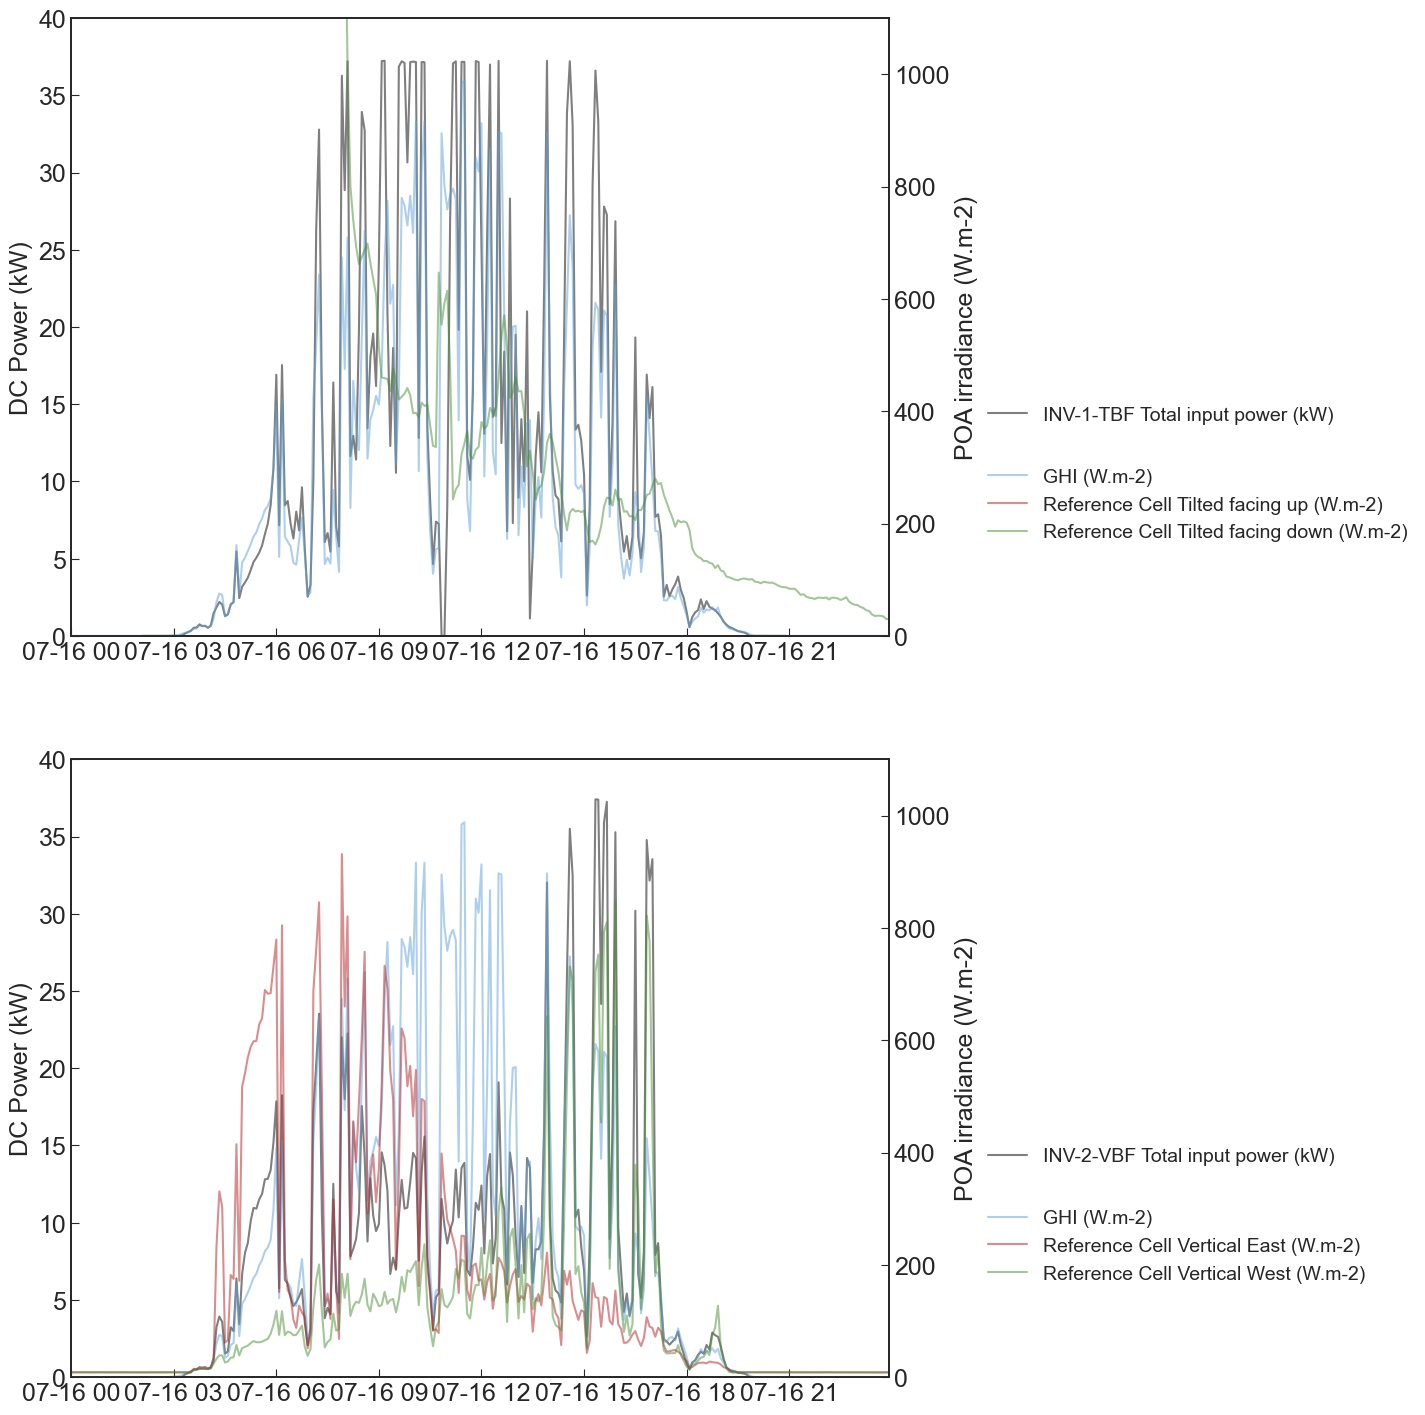 40
35
30
25
20
15
10
5
0
DC Power (kW)
1000
800
600
400
200
0
POA irradiance (W.m-2)
07-16 00 07-16 03 07-16 06 07-16 09 07-16 12 07-16 15 07-16 18 07-16 21
INV-1-TBF Total input power (kW)
GHI (W.m-2)
Reference Cell Tilted facing up (W.m-2)
Reference Cell Tilted facing down (W.m-2)
40
35
30
25
20
15
10
5
0
DC Power (kW)
1000
800
600
400
200
0
POA irradiance (W.m-2)
07-16 00 07-16 03 07-16 06 07-16 09 07-16 12 07-16 15 07-16 18 07-16 21
INV-2-VBF Total input power (kW)
GHI (W.m-2)
Reference Cell Vertical East (W.m-2)
Reference Cell Vertical West (W.m-2)